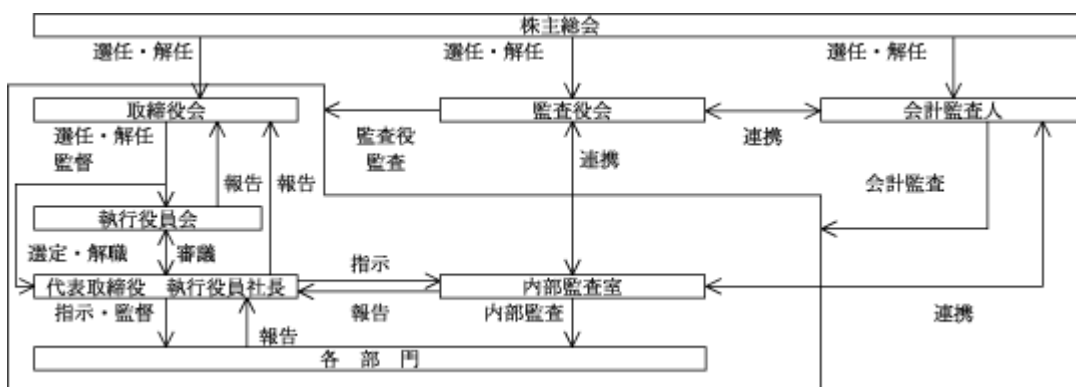 株主総会
選任・解任
選任・解任
選任・解任
取締役会
監査役会
会計監査人
選任・解任
監督
監査役
監査
連携
連携
報告
報告
会計監査
執行役員会
選定・解職
審議
指示
代表取締役 執行役員社長
内部監査室
指示・監督
報告
報告
内部監査
連携
各 部 門